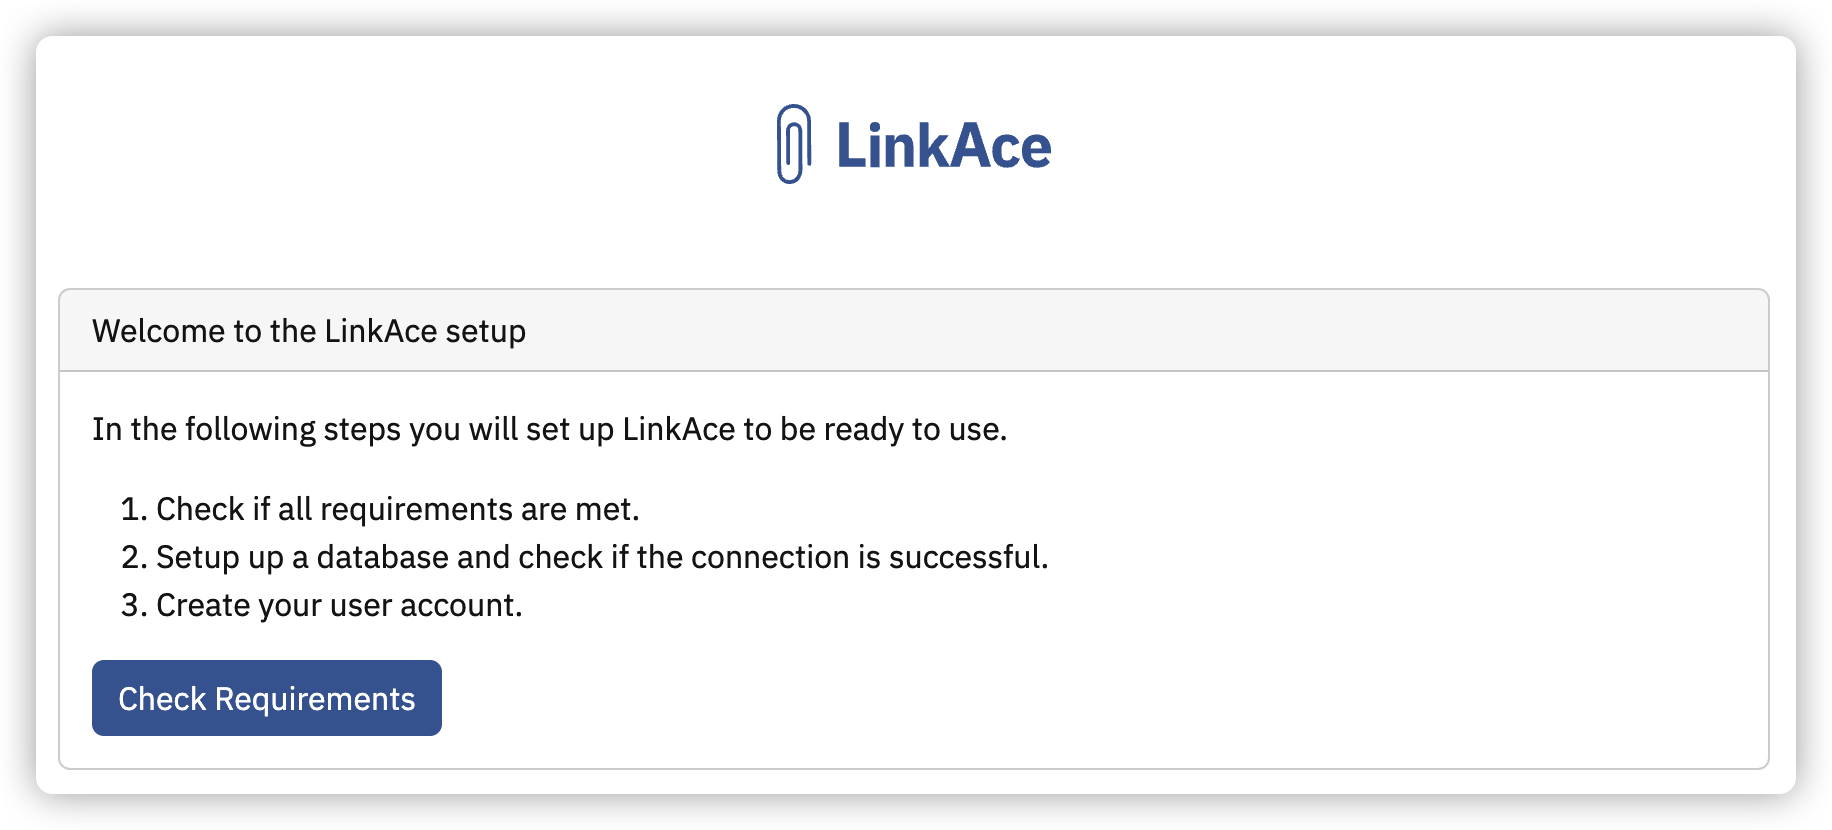 LinkAce
Welcome to the LinkAce setup
In the following steps you will set up LinkAce to be ready to use.
1. Check if all requirements are met.
2. Setup up a database and check if the connection is successful.
3. Create your user account.
Check Requirements